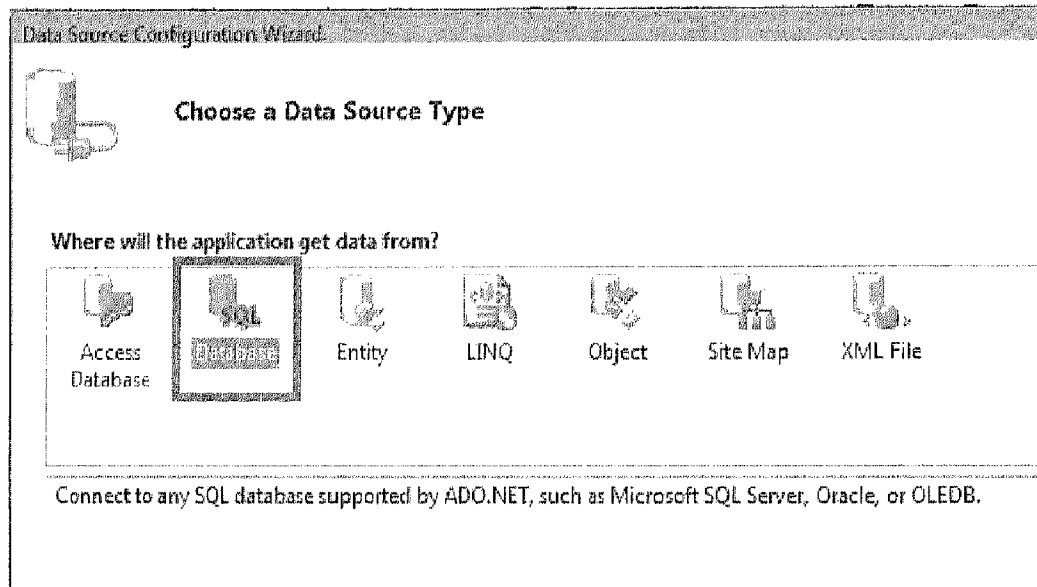 Data Source Configuration Wizard
Choose a Data Source Type
Where will the application get data from?
SQL
Access Database
Database
Entity
LINQ
Object
Site Map
XML File
Connect to any SQL database supported by ADO.NET, such as Microsoft SQL Server, Oracle, or OLEDB.